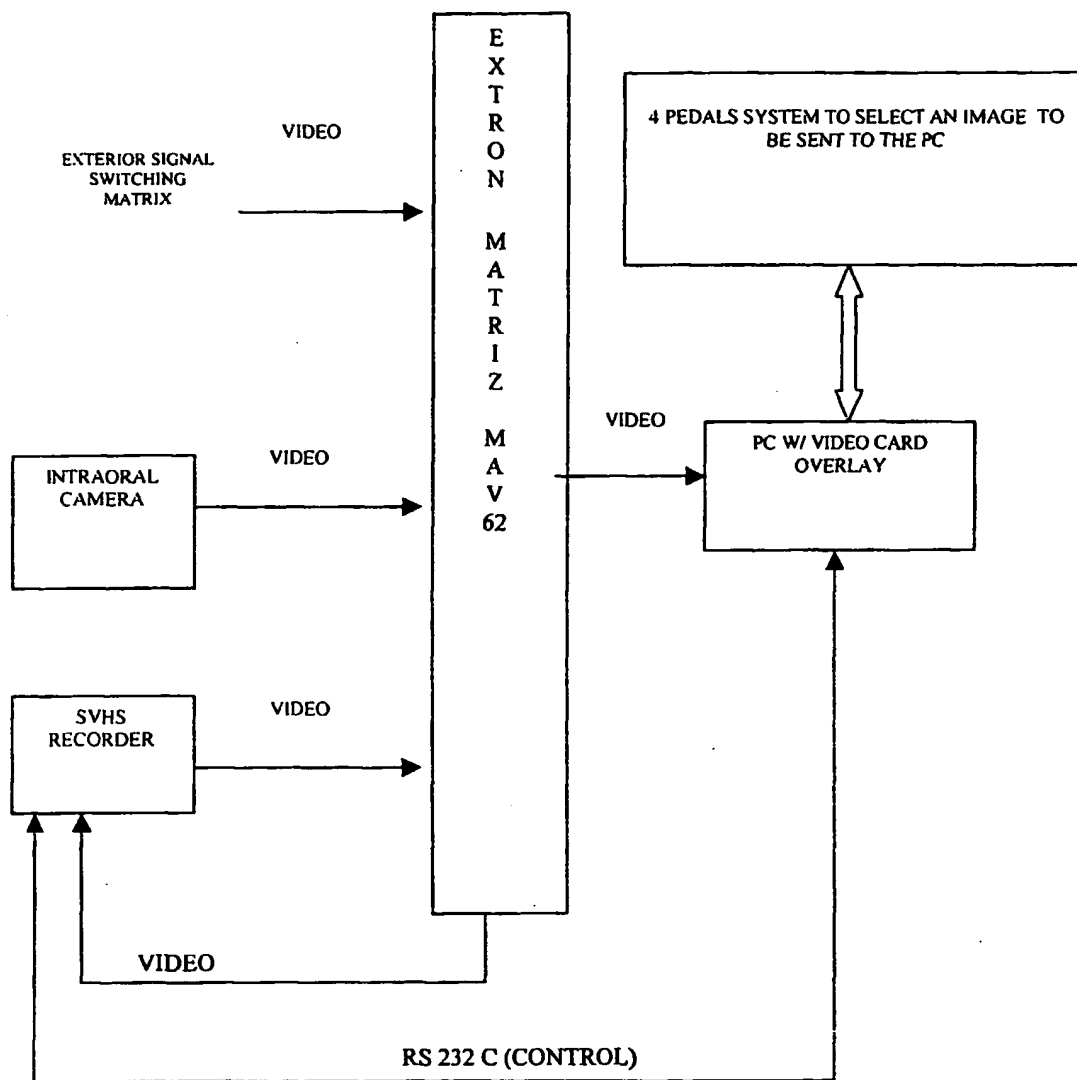 VIDEO
EXTERIOR SIGNAL
SWITCHING
MATRIX
EXTRON MATRIZ MAV
62
4 PEDALS SYSTEM TO SELECT AN IMAGE TO
BE SENT TO THE PC
VIDEO
INTRAORAL
CAMERA
VIDEO
PC W/ VIDEO CARD
OVERLAY
VIDEO
SVHS
RECORDER
VIDEO
RS 232 C (CONTROL)